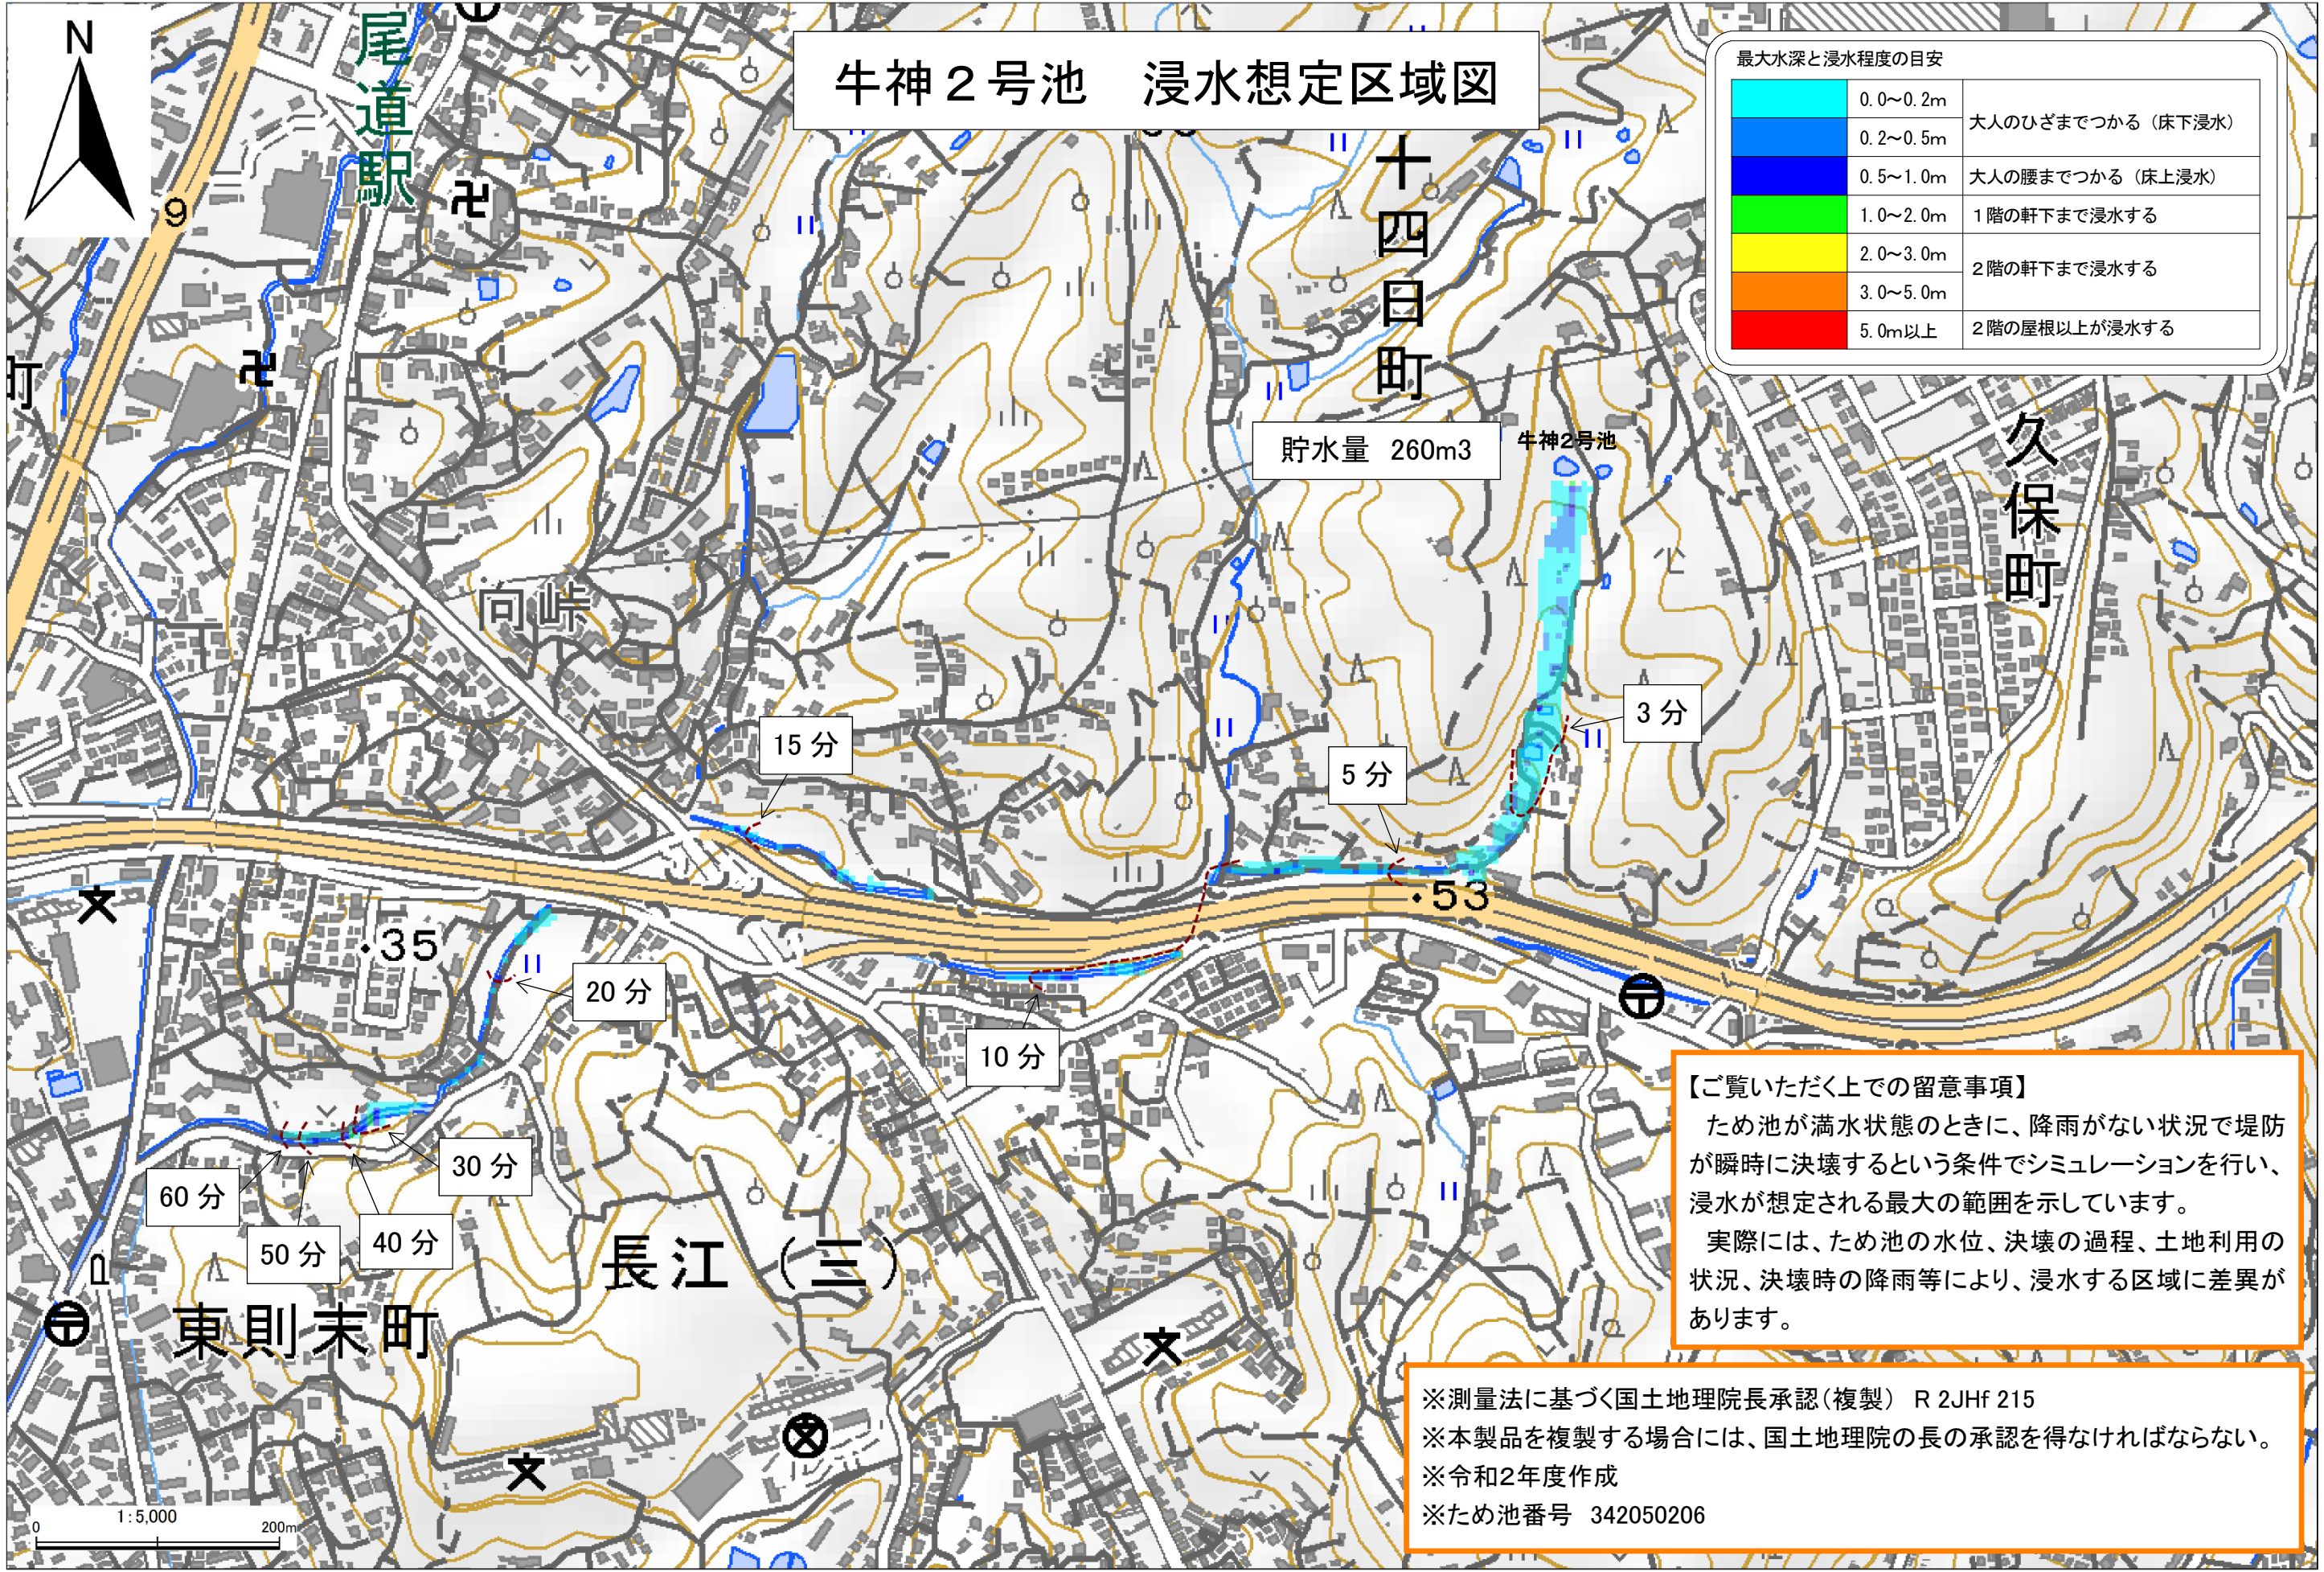 牛神２号池　浸水想定区域図
N
尾道駅
9
町
十四日町
久保町
向峠
最大水深と浸水程度の目安
0.0～0.2m
大人のひざまでつかる（床下浸水）
0.2～0.5m
0.5～1.0m 大人の腰までつかる（床上浸水）
1.0～2.0m １階の軒下まで浸水する
2.0～3.0m
２階の軒下まで浸水する
3.0～5.0m
5.0m以上 ２階の屋根以上が浸水する
貯水量 260m3
牛神2号池
3 分
5 分
15 分
・53
・35
20 分
10 分
30 分
60 分
50 分
40 分
長江（三）
東則末町
【ご覧いただく上での留意事項】
　ため池が満水状態のときに、降雨がない状況で堤防
が瞬時に決壊するという条件でシミュレーションを行い、
浸水が想定される最大の範囲を示しています。
　実際には、ため池の水位、決壊の過程、土地利用の
状況、決壊時の降雨等により、浸水する区域に差異が
あります。
※測量法に基づく国土地理院長承認（複製） R 2JHf 215
※本製品を複製する場合には、国土地理院の長の承認を得なければならない。
※令和2年度作成
※ため池番号 342050206
1:5,000
0 200m